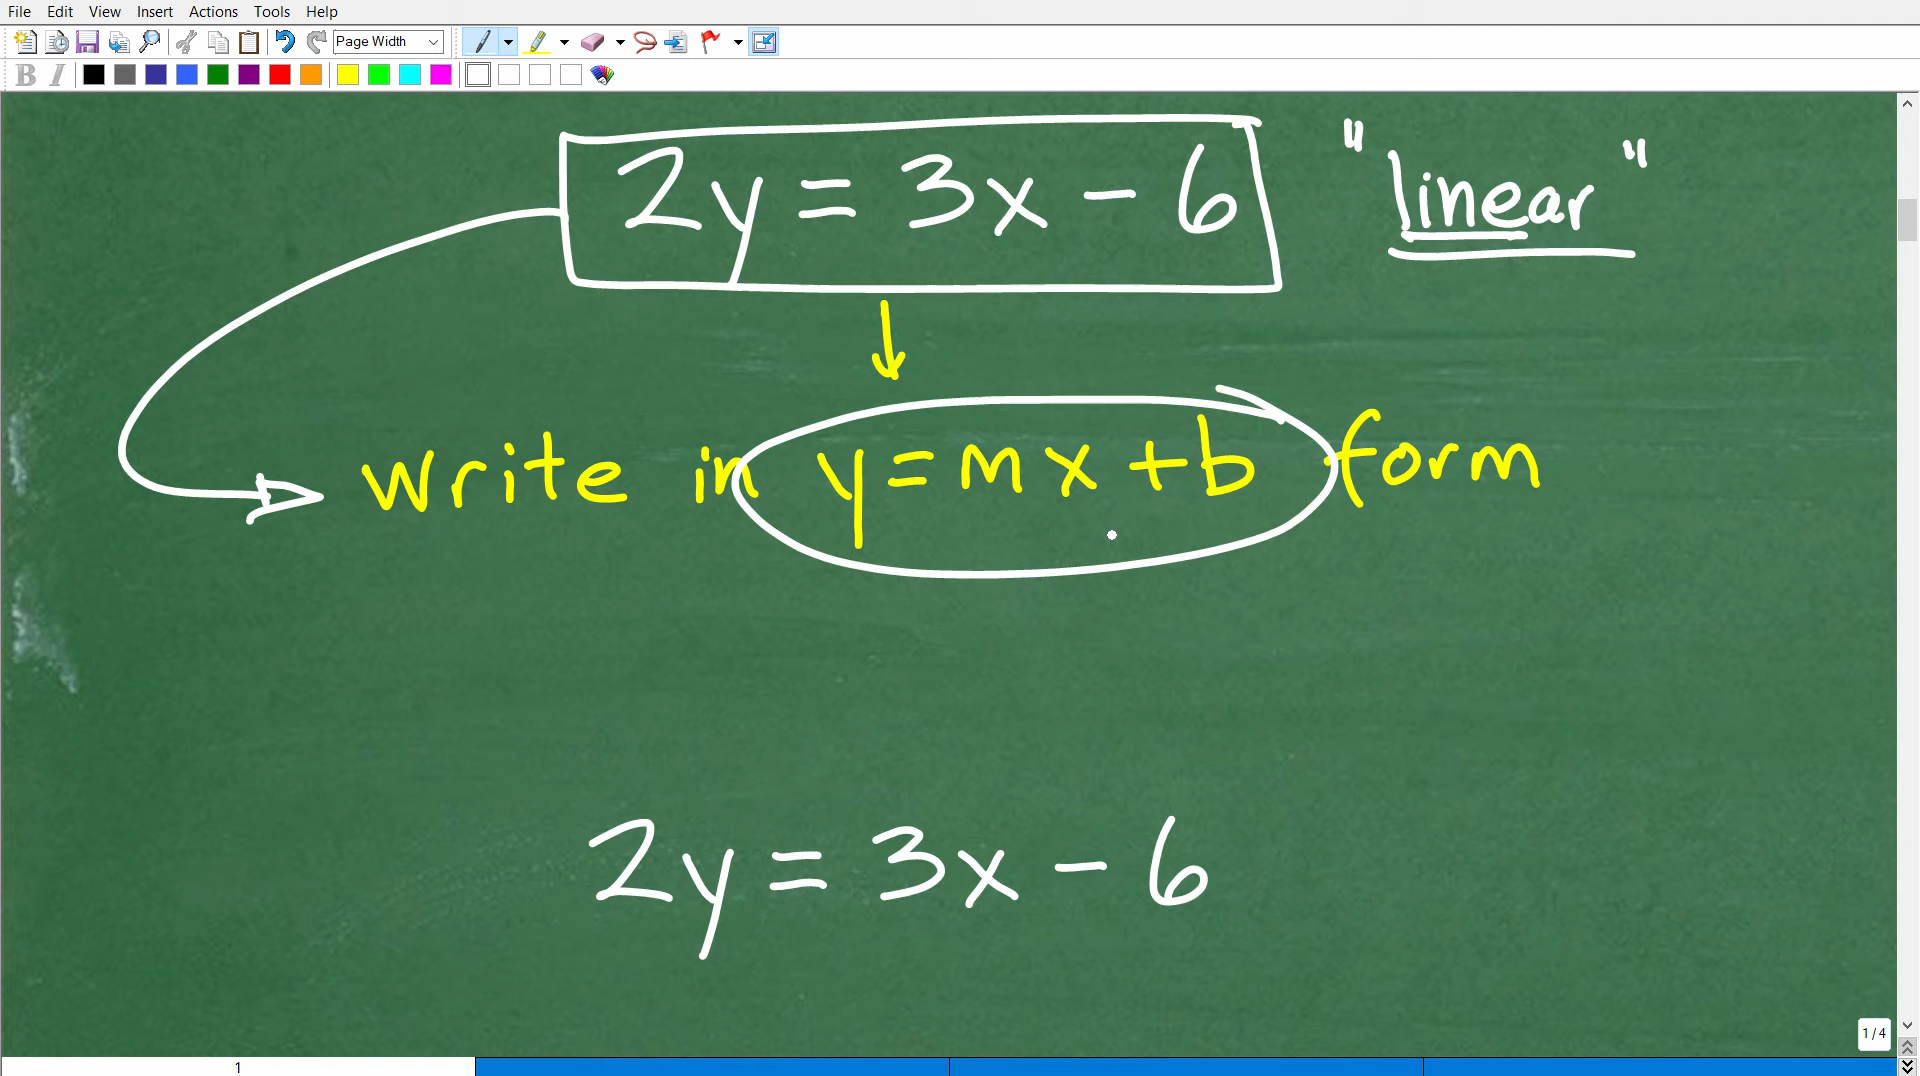 File Edit View Insert Actions Tools Help
Page Width
B I
2y = 3x - 6 "linear"
write in y = mx + b form
2y = 3x - 6
1 / 4
1